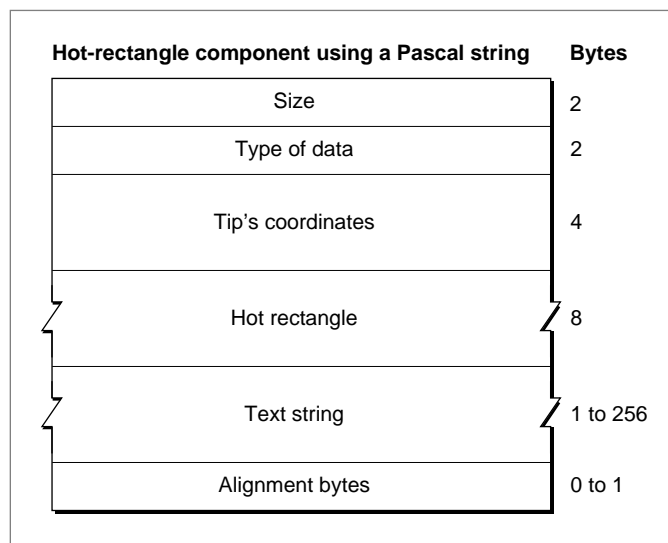 Hot-rectangle component using a Pascal string Bytes
Size 2
Type of data 2
Tip’s coordinates 4
Hot rectangle 8
Text string 1 to 256
Alignment bytes 0 to 1